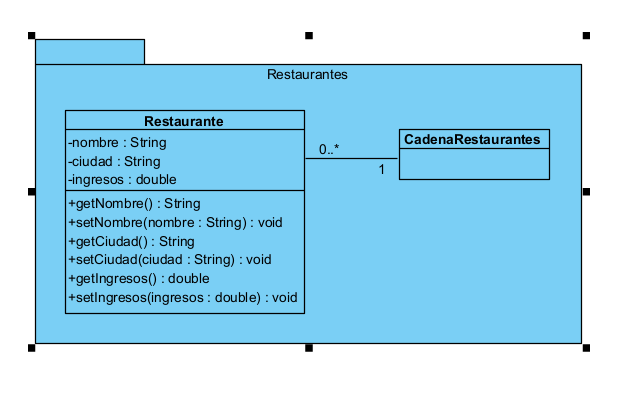 Restaurantes
Restaurante
-nombre : String
-ciudad : String
-ingresos : double
+getNombre() : String
+setNombre(nombre : String) : void
+getCiudad() : String
+setCiudad(ciudad : String) : void
+getIngresos() : double
+setIngresos(ingresos : double) : void
0..*
1
CadenaRestaurantes